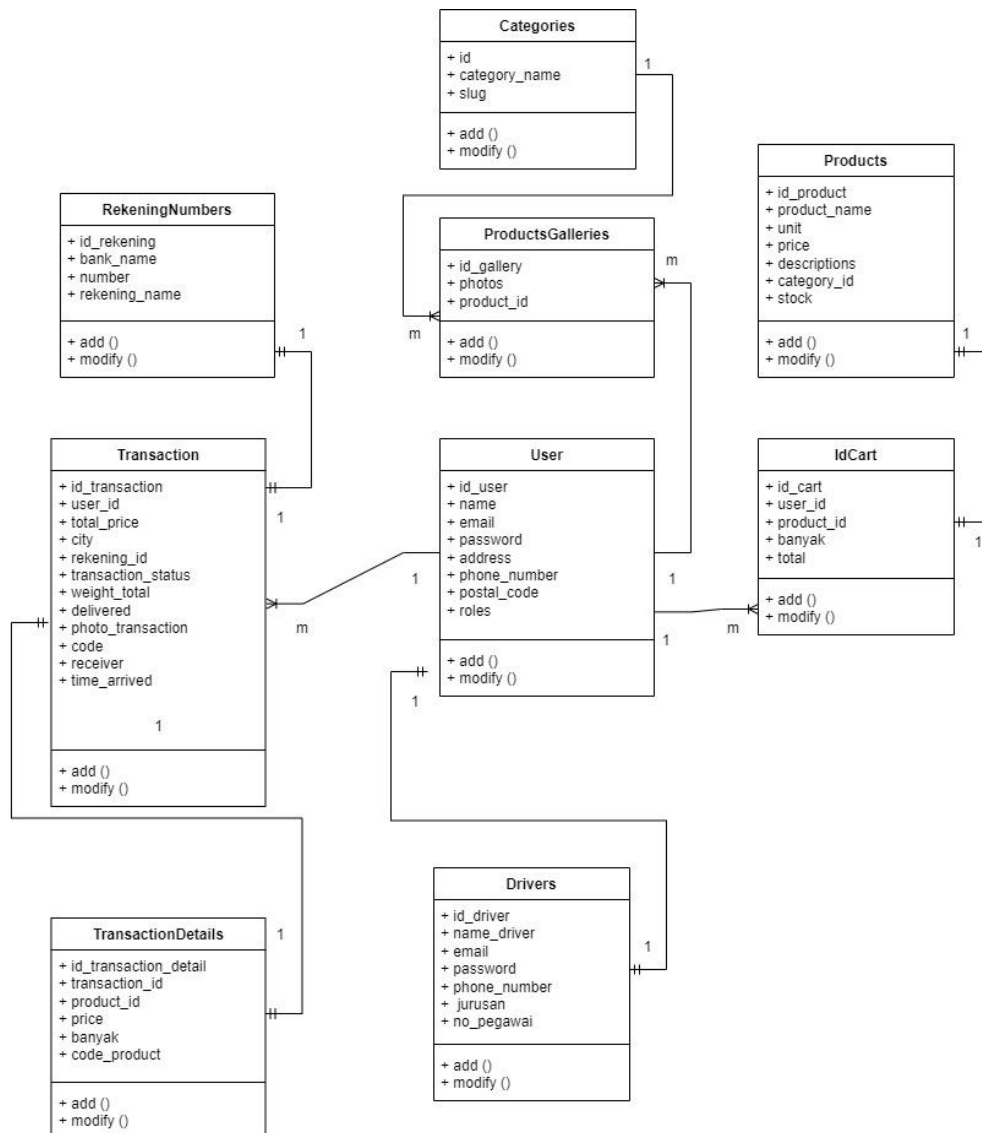 Categories
+ id
+ category_name
+ slug
+ add ()
+ modify ()
1
Products
+ id_product
+ product_name
+ unit
+ price
+ descriptions
+ category_id
+ stock
+ add ()
+ modify ()
1
RekeningNumbers
+ id_rekening
+ bank_name
+ number
+ rekening_name
+ add ()
+ modify ()
1
ProductsGalleries
+ id_gallery
+ photos
+ product_id
+ add ()
+ modify ()
m
m
Transaction
+ id_transaction
+ user_id
+ total_price
+ city
+ rekening_id
+ transaction_status
+ weight_total
+ delivered
+ photo_transaction
+ code
+ receiver
+ time_arrived
1
+ add ()
+ modify ()
1
m
User
+ id_user
+ name
+ email
+ password
+ address
+ phone_number
+ postal_code
+ roles
+ add ()
+ modify ()
1
1
1
1
IdCart
+ id_cart
+ user_id
+ product_id
+ banyak
+ total
+ add ()
+ modify ()
1
m
TransactionDetails
+ id_transaction_detail
+ transaction_id
+ product_id
+ price
+ banyak
+ code_product
+ add ()
+ modify ()
1
Drivers
+ id_driver
+ name_driver
+ email
+ password
+ phone_number
+ jurusan
+ no_pegawai
+ add ()
+ modify ()
1